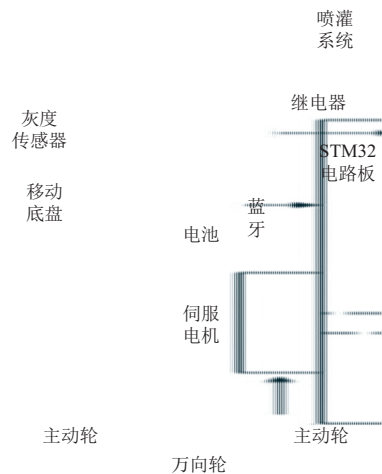 喷灌
系统
继电器
灰度
传感器
STM32
电路板
移动
底盘
蓝
牙
电池
伺服
电机
主动轮
主动轮
万向轮